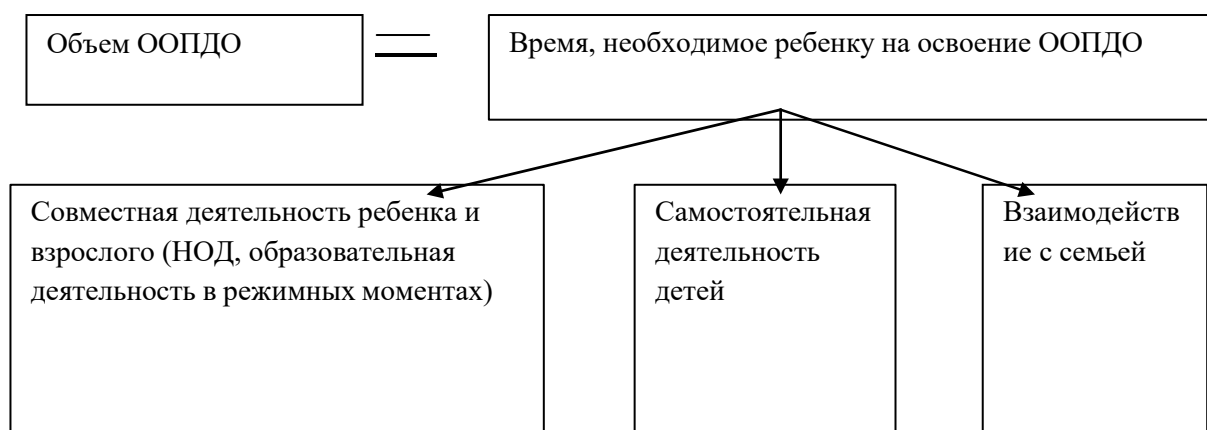 Объем ООПДО
Время, необходимое ребенку на освоение ООПДО
Совместная деятельность ребенка и
взрослого (НОД, образовательная
деятельность в режимных моментах)
Самостоятельная
деятельность
детей
Взаимодейств
ие с семьей